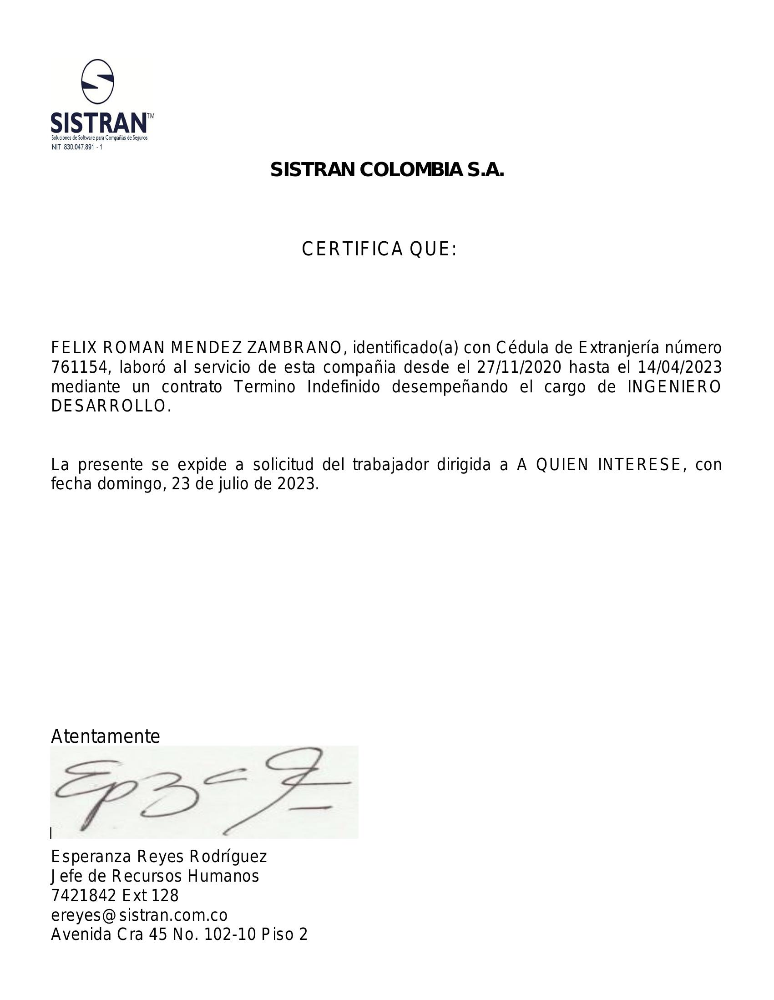 SISTRAN™
Soluciones de Software para Compañías de Seguros
NIT 830.047.891 - 1
SISTRAN COLOMBIA S.A.
CERTIFICA QUE:
FELIX ROMAN MENDEZ ZAMBRANO, identificado(a) con Cédula de Extranjería número
761154, laboró al servicio de esta compañia desde el 27/11/2020 hasta el 14/04/2023
mediante un contrato Termino Indefinido desempeñando el cargo de INGENIERO
DESARROLLO.
La presente se expide a solicitud del trabajador dirigida a A QUIEN INTERESE, con
fecha domingo, 23 de julio de 2023.
Atentamente
Esperanza Reyes Rodríguez
Jefe de Recursos Humanos
7421842 Ext 128
ereyes@sistran.com.co
Avenida Cra 45 No. 102-10 Piso 2